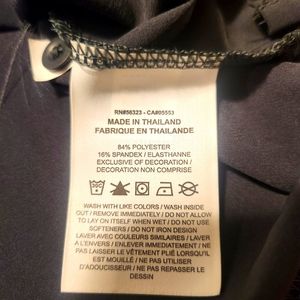 RN#56323 - CA#05553
MADE IN THAILAND
FABRIQUE EN THAILANDE
84% POLYESTER
16% SPANDEX / ELASTHANNE
EXCLUSIVE OF DECORATION /
DECORATION NON COMPRISE
WASH WITH LIKE COLORS / WASH INSIDE
OUT / REMOVE IMMEDIATELY / DO NOT ALLOW
TO LAY ON ITSELF WHEN WET / DO NOT USE
SOFTENERS / DO NOT IRON DESIGN
LAVER AVEC COULEURS SIMILAIRES / LAVER
A L'ENVERS / ENLEVER IMMEDIATEMENT / NE
PAS LAISSER LE VÊTEMENT PLIÉ LORSQU'IL
EST MOUILLÉ / NE PAS UTILISER
D'ADOUCISSEUR / NE PAS REPASSER LE
DESSIN